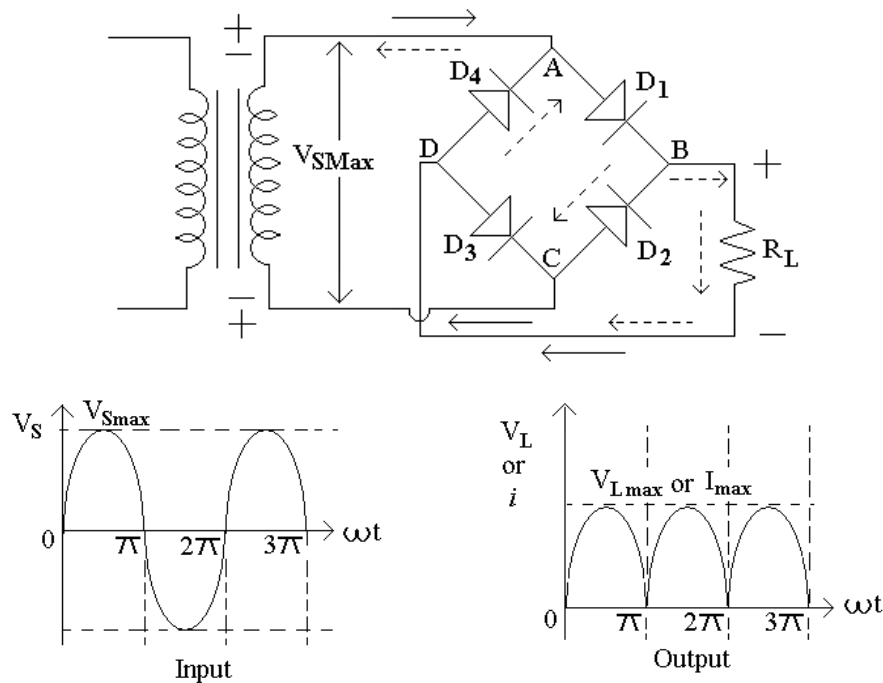 +
−
A
D4
D1
VSMax
D
B
+
D3
C
D2
RL
−
+
−
VS
VSmax
0
π
2π
3π
ωt
Input
VL
or
i
VLmax or Imax
0
π
2π
3π
ωt
Output